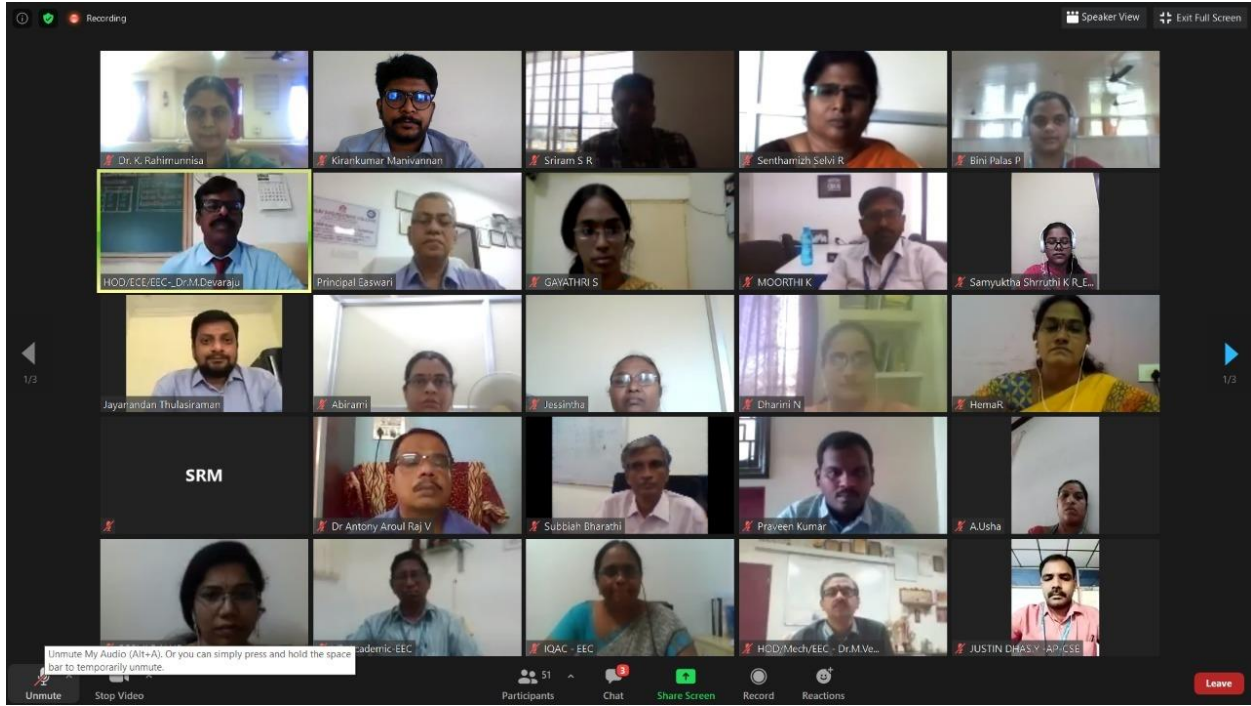 Recording
Speaker View
Exit Full Screen
Dr. K. Rahimunnisa
Kirankumar Manivannan
Sriram S R
Senthamizh Selvi R
Bini Palas P
HOD/ECE/EEC-_Dr.M.Devaraju
Principal Easwari
GAYATHRI S
MOORTHI K
Samyuktha Shrruthi K R_E...
Jayanandan Thulasiraman
Abirami
Jessintha
Dharini N
HemaR
1/3
1/3
SRM
Dr Antony Aroul Raj V
Subbiah Bharathi
Praveen Kumar
A.Usha
cademic-EEC
IQAC - EEC
HOD/Mech/EEC - Dr.M.Ve...
JUSTIN DHAS.Y -AP-CSE
Unmute My Audio (Alt+A). Or you can simply press and hold the space
bar to temporarily unmute.
Unmute
Stop Video
51
Participants
3
Chat
Share Screen
Record
Reactions
Leave